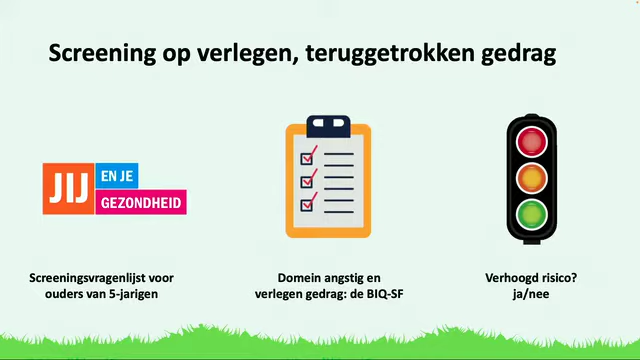 Screening op verlegen, teruggetrokken gedrag
JIJ
EN JE
GEZONDHEID
Screeningsvragenlijst voor
ouders van 5-jarigen
Domein angstig en
verlegen gedrag: de BIQ-SF
Verhoogd risico?
ja/nee